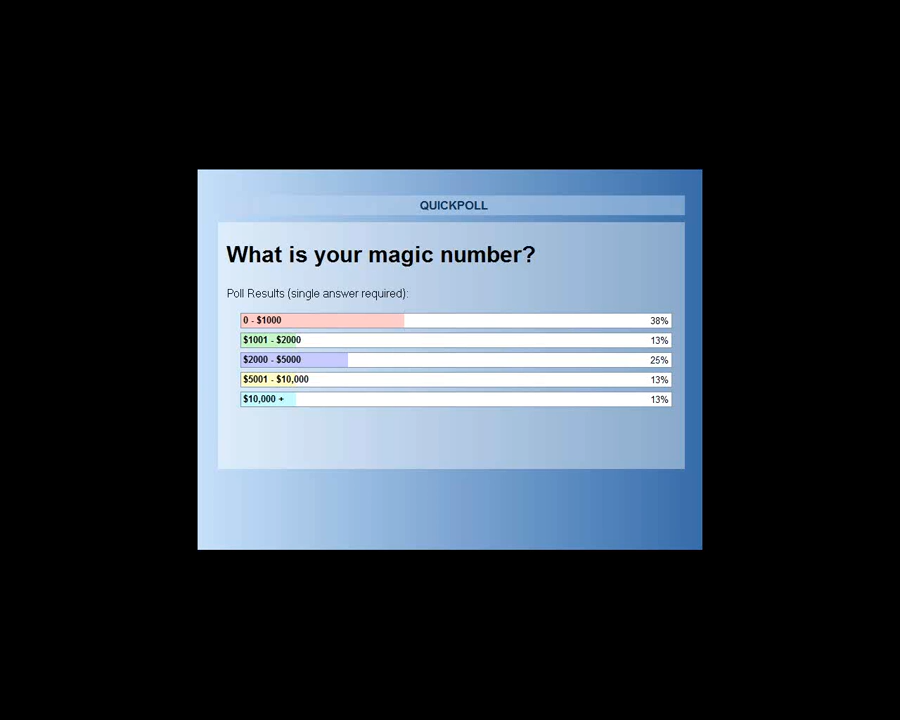 QUICKPOLL
What is your magic number?
Poll Results (single answer required):
0 - $1000 38%
$1001 - $2000 13%
$2000 - $5000 25%
$5001 - $10,000 13%
$10,000 + 13%